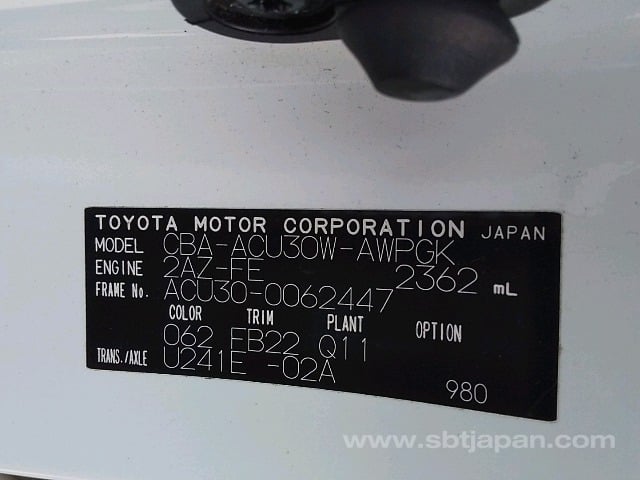 TOYOTA MOTOR CORPORATION JAPAN
MODEL CBA-ACU30W-AWPGK
ENGINE 2AZ-FE 2362 mL
FRAME No. ACU30-0062447
COLOR TRIM PLANT OPTION
062 FB22 Q11
TRANS./AXLE U241E -02A
980
www.sbtjapan.com